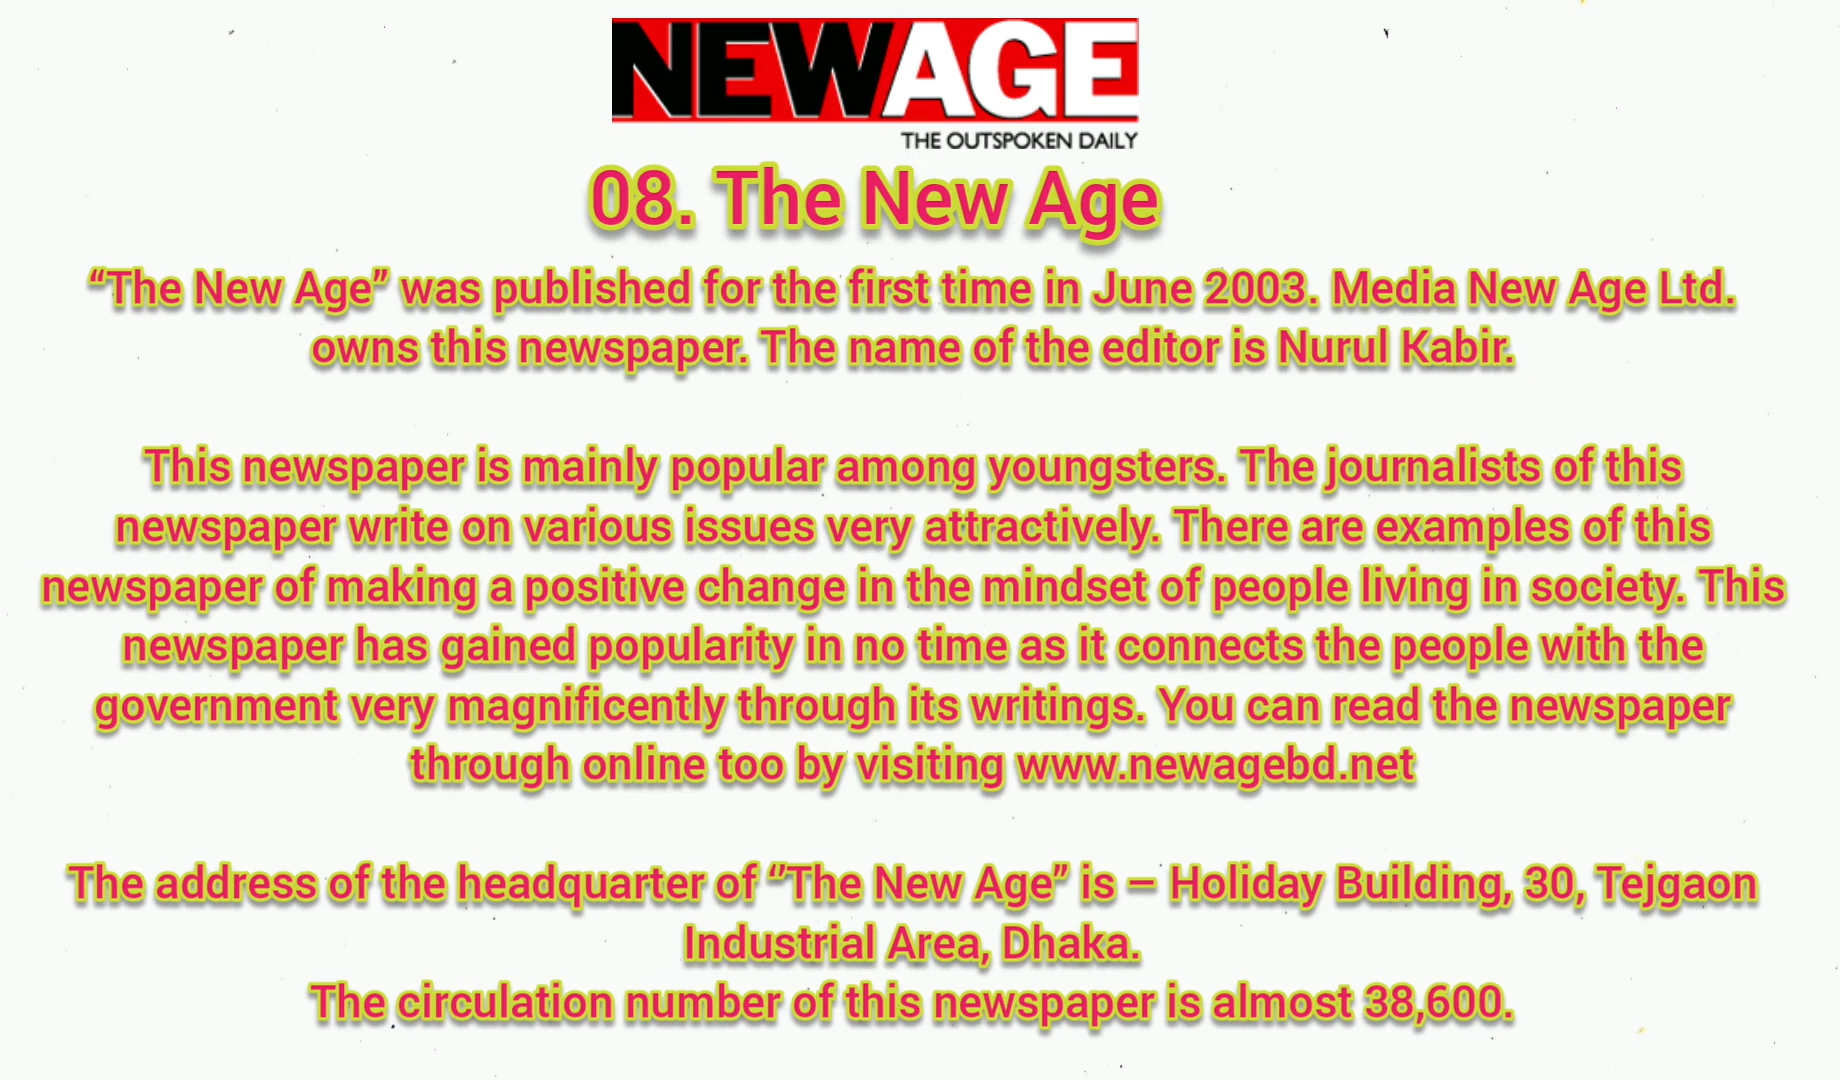 NEWAGE
THE OUTSPOKEN DAILY
08. The New Age
“The New Age” was published for the first time in June 2003. Media New Age Ltd.
owns this newspaper. The name of the editor is Nurul Kabir.
This newspaper is mainly popular among youngsters. The journalists of this
newspaper write on various issues very attractively. There are examples of this
newspaper of making a positive change in the mindset of people living in society. This
newspaper has gained popularity in no time as it connects the people with the
government very magnificently through its writings. You can read the newspaper
through online too by visiting www.newagebd.net
The address of the headquarter of ‘’The New Age” is – Holiday Building, 30, Tejgaon
Industrial Area, Dhaka.
The circulation number of this newspaper is almost 38,600.